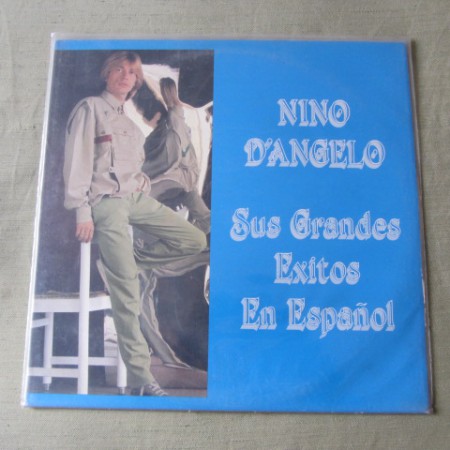 NINO
D'ANGELO
Sus Grandes
Exitos
En Español